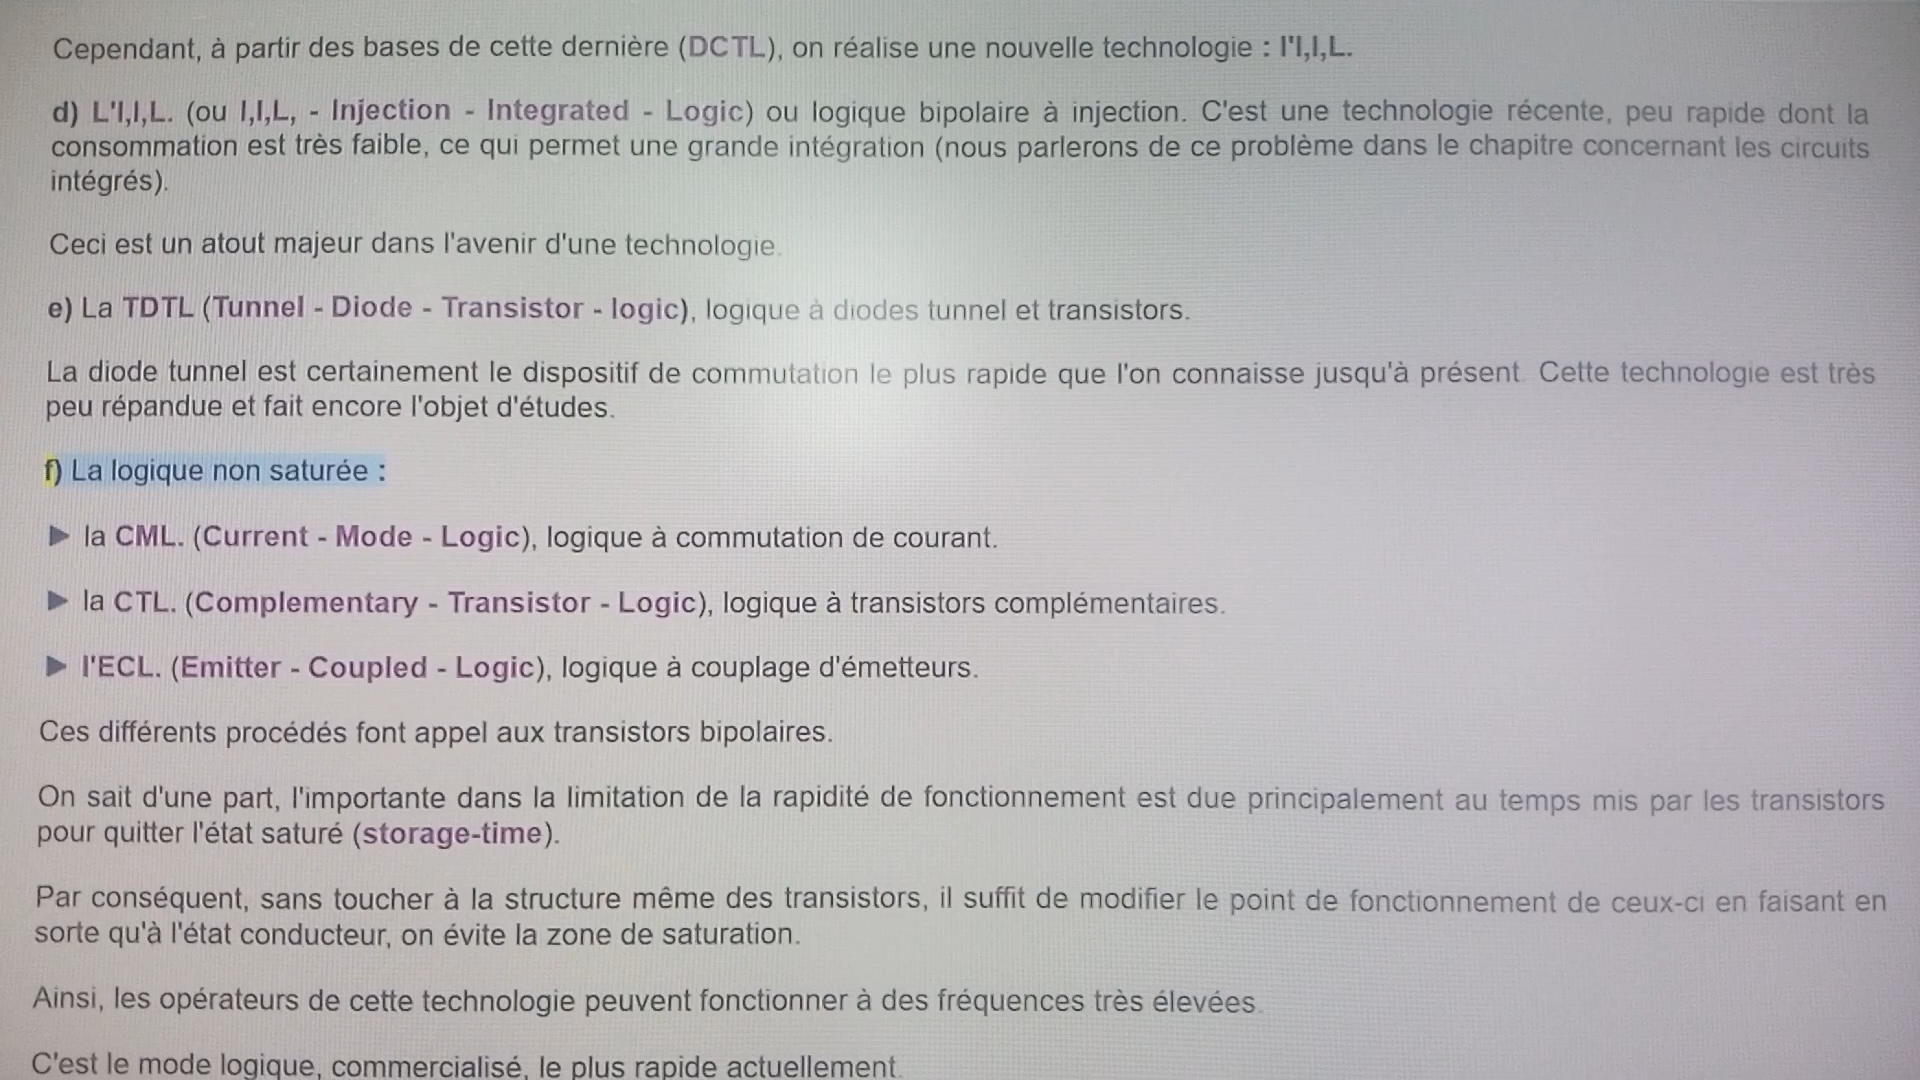 Cependant, à partir des bases de cette dernière (DCTL), on réalise une nouvelle technologie : l'I,I,L.
d) L'I,I,L. (ou I,I,L, - Injection - Integrated - Logic) ou logique bipolaire à injection. C'est une technologie récente, peu rapide dont la
consommation est très faible, ce qui permet une grande intégration (nous parlerons de ce problème dans le chapitre concernant les circuits
intégrés).
Ceci est un atout majeur dans l'avenir d'une technologie.
e) La TDTL (Tunnel - Diode - Transistor - logic), logique à diodes tunnel et transistors.
La diode tunnel est certainement le dispositif de commutation le plus rapide que l'on connaisse jusqu'à présent. Cette technologie est très
peu répandue et fait encore l'objet d'études.
f) La logique non saturée :
► la CML. (Current - Mode - Logic), logique à commutation de courant.
► la CTL. (Complementary - Transistor - Logic), logique à transistors complémentaires.
► l'ECL. (Emitter - Coupled - Logic), logique à couplage d'émetteurs.
Ces différents procédés font appel aux transistors bipolaires.
On sait d'une part, l'importante dans la limitation de la rapidité de fonctionnement est due principalement au temps mis par les transistors
pour quitter l'état saturé (storage-time).
Par conséquent, sans toucher à la structure même des transistors, il suffit de modifier le point de fonctionnement de ceux-ci en faisant en
sorte qu'à l'état conducteur, on évite la zone de saturation.
Ainsi, les opérateurs de cette technologie peuvent fonctionner à des fréquences très élevées.
C'est le mode logique, commercialisé, le plus rapide actuellement.